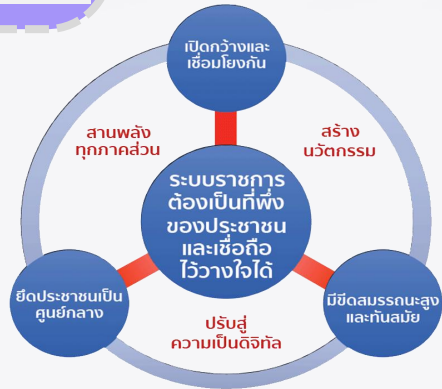 เปิดกว้างและ
เชื่อมโยงกัน
สานพลัง
ทุกภาคส่วน
สร้าง
นวัตกรรม
ระบบราชการ
ต้องเป็นที่พึ่ง
ของประชาชน
และเชื่อถือ
ไว้วางใจได้
ยึดประชาชนเป็น
ศูนย์กลาง
มีขีดสมรรถนะสูง
และทันสมัย
ปรับสู่
ความเป็นดิจิทัล